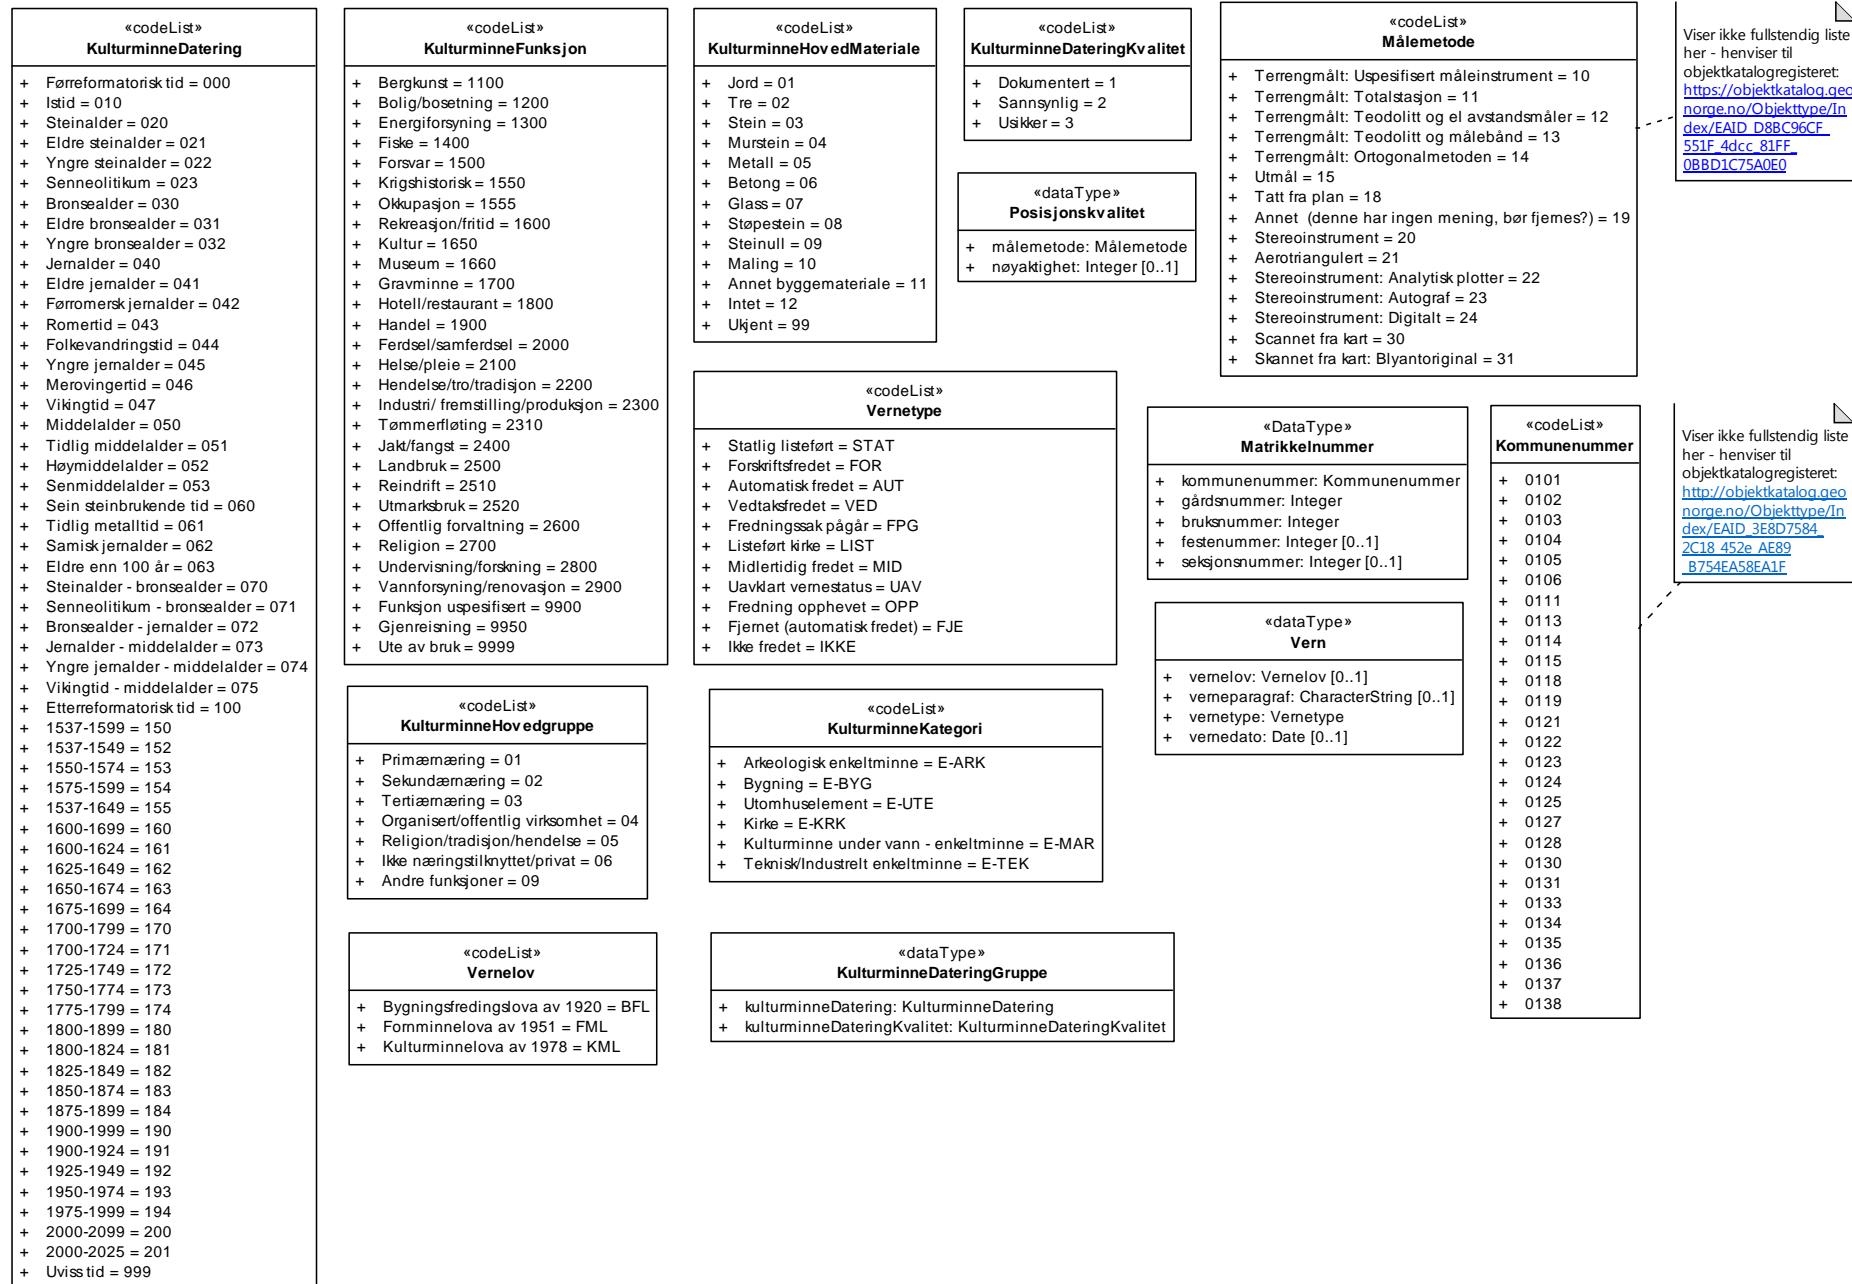 «codeList»
KulturminneDatering
+ Førreformatorisk tid = 000
+ Istid = 010
+ Steinalder = 020
+ Eldre steinalder = 021
+ Yngre steinalder = 022
+ Senneolitikum = 023
+ Bronsealder = 030
+ Eldre bronsealder = 031
+ Yngre bronsealder = 032
+ Jernalder = 040
+ Eldre jernalder = 041
+ Førromersk jernalder = 042
+ Romertid = 043
+ Folkevandringstid = 044
+ Yngre jernalder = 045
+ Merovingertid = 046
+ Vikingtid = 047
+ Middelalder = 050
+ Tidlig middelalder = 051
+ Høymiddelalder = 052
+ Senmiddelalder = 053
+ Sein steinbrukende tid = 060
+ Tidlig metalltid = 061
+ Samisk jernalder = 062
+ Eldre enn 100 år = 063
+ Steinalder - bronsealder = 070
+ Senneolitikum - bronsealder = 071
+ Bronsealder - jernalder = 072
+ Jernalder - middelalder = 073
+ Yngre jernalder - middelalder = 074
+ Vikingtid - middelalder = 075
+ Etterreformatorisk tid = 100
+ 1537-1599 = 150
+ 1537-1549 = 152
+ 1550-1574 = 153
+ 1575-1599 = 154
+ 1537-1649 = 155
+ 1600-1699 = 160
+ 1600-1624 = 161
+ 1625-1649 = 162
+ 1650-1674 = 163
+ 1675-1699 = 164
+ 1700-1799 = 170
+ 1700-1724 = 171
+ 1725-1749 = 172
+ 1750-1774 = 173
+ 1775-1799 = 174
+ 1800-1899 = 180
+ 1800-1824 = 181
+ 1825-1849 = 182
+ 1850-1874 = 183
+ 1875-1899 = 184
+ 1900-1999 = 190
+ 1900-1924 = 191
+ 1925-1949 = 192
+ 1950-1974 = 193
+ 1975-1999 = 194
+ 2000-2099 = 200
+ 2000-2025 = 201
+ Uviss tid = 999
«codeList»
KulturminneFunksjon
+ Bergkunst = 1100
+ Bolig/bosetning = 1200
+ Energiforsyning = 1300
+ Fiske = 1400
+ Forsvar = 1500
+ Krigshistorisk = 1550
+ Okkupasjon = 1555
+ Rekreasjon/fritid = 1600
+ Kultur = 1650
+ Museum = 1660
+ Gravminne = 1700
+ Hotell/restaurant = 1800
+ Handel = 1900
+ Ferdsel/samferdsel = 2000
+ Helse/pleie = 2100
+ Hendelse/tro/tradisjon = 2200
+ Industri/ fremstilling/produksjon = 2300
+ Tømmerfløting = 2310
+ Jakt/fangst = 2400
+ Landbruk = 2500
+ Reindrift = 2510
+ Utmarksbruk = 2520
+ Offentlig forvaltning = 2600
+ Religion = 2700
+ Undervisning/forskning = 2800
+ Vannforsyning/renovasjon = 2900
+ Funksjon uspesifisert = 9900
+ Gjenreisning = 9950
+ Ute av bruk = 9999
«codeList»
KulturminneHovedgruppe
+ Primærnæring = 01
+ Sekundærnæring = 02
+ Tertiærnæring = 03
+ Organisert/offentlig virksomhet = 04
+ Religion/tradisjon/hendelse = 05
+ Ikke næringstilknyttet/privat = 06
+ Andre funksjoner = 09
«codeList»
Vernelov
+ Bygningsfredingslova av 1920 = BFL
+ Fornminnelova av 1951 = FML
+ Kulturminnelova av 1978 = KML
«codeList»
KulturminneHovedMateriale
+ Jord = 01
+ Tre = 02
+ Stein = 03
+ Murstein = 04
+ Metall = 05
+ Betong = 06
+ Glass = 07
+ Støpestein = 08
+ Steinull = 09
+ Maling = 10
+ Annet byggemateriale = 11
+ Intet = 12
+ Ukjent = 99
«codeList»
KulturminneDateringKvalitet
+ Dokumentert = 1
+ Sannsynlig = 2
+ Usikker = 3
«dataType»
Posisjonskvalitet
+ målemetode: Målemetode
+ nøyaktighet: Integer [0..1]
«codeList»
Vernetype
+ Statlig listeført = STAT
+ Forskriftsfredet = FOR
+ Automatisk fredet = AUT
+ Vedtaksfredet = VED
+ Fredningssak pågår = FPG
+ Listeført kirke = LIST
+ Midlertidig fredet = MID
+ Uavklart vernestatus = UAV
+ Fredning opphevet = OPP
+ Fjernet (automatisk fredet) = FJE
+ Ikke fredet = IKKE
«codeList»
KulturminneKategori
+ Arkeologisk enkeltminne = E-ARK
+ Bygning = E-BYG
+ Utomhuselement = E-UTE
+ Kirke = E-KRK
+ Kulturminne under vann - enkeltminne = E-MAR
+ Teknisk/Industrelt enkeltminne = E-TEK
«dataType»
KulturminneDateringGruppe
+ kulturminneDatering: KulturminneDatering
+ kulturminneDateringKvalitet: KulturminneDateringKvalitet
«codeList»
Målemetode
+ Terrengmålt: Uspesifisert måleinstrument = 10
+ Terrengmålt: Totalstasjon = 11
+ Terrengmålt: Teodolitt og el avstandsmåler = 12
+ Terrengmålt: Teodolitt og målebånd = 13
+ Terrengmålt: Ortogonalmetoden = 14
+ Utmål = 15
+ Tatt fra plan = 18
+ Annet (denne har ingen mening, bør fjernes?) = 19
+ Stereoinstrument = 20
+ Aerotriangulert = 21
+ Stereoinstrument: Analytisk plotter = 22
+ Stereoinstrument: Autograf = 23
+ Stereoinstrument: Digitalt = 24
+ Scannet fra kart = 30
+ Skannet fra kart: Blyantoriginal = 31
Viser ikke fullstendig liste
her - henviser til
objektkatalogregisteret:
https://objektkatalog.geo
norge.no/Objekttype/In
dex/EAID_D8BC96CF_
551F_4dcc_81FF_
0BBD1C75A0E0
«DataType»
Matrikkelnummer
+ kommunenummer: Kommunenummer
+ gårdsnummer: Integer
+ bruksnummer: Integer
+ festenummer: Integer [0..1]
+ seksjonsnummer: Integer [0..1]
«dataType»
Vern
+ vernelov: Vernelov [0..1]
+ verneparagraf: CharacterString [0..1]
+ vernetype: Vernetype
+ vernedato: Date [0..1]
«codeList»
Kommunenummer
+ 0101
+ 0102
+ 0103
+ 0104
+ 0105
+ 0106
+ 0111
+ 0113
+ 0114
+ 0115
+ 0118
+ 0119
+ 0121
+ 0122
+ 0123
+ 0124
+ 0125
+ 0127
+ 0128
+ 0130
+ 0131
+ 0133
+ 0134
+ 0135
+ 0136
+ 0137
+ 0138
Viser ikke fullstendig liste
her - henviser til
objektkatalogregisteret:
http://objektkatalog.geo
norge.no/Objekttype/In
dex/EAID_3E8D7584_
2C18_452e_AE89
_B754EA58EA1F